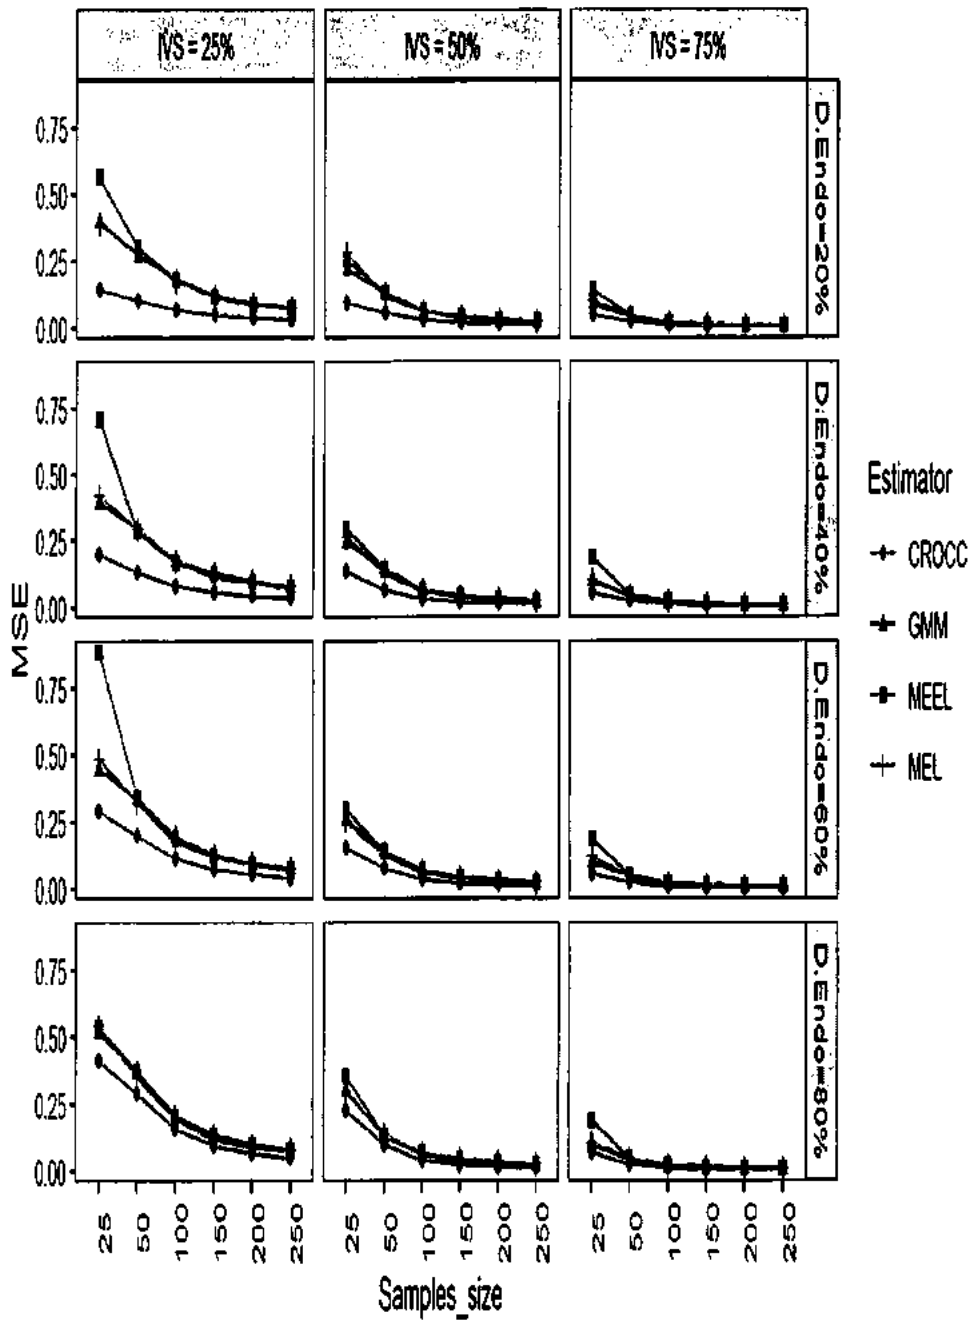 IVS = 25% IVS = 50% IVS = 75%
0.75
0.50
0.25
0.00
D.Endo=20%
0.75
0.50
0.25
0.00
D.Endo=40%
0.75
0.50
0.25
0.00
D.Endo=60%
0.75
0.50
0.25
0.00
D.Endo=80%
MSE
25 50 100 150 200 250 25 50 100 150 200 250 25 50 100 150 200 250
Samples_size
Estimator
CROCC
GMM
MEEL
MEL